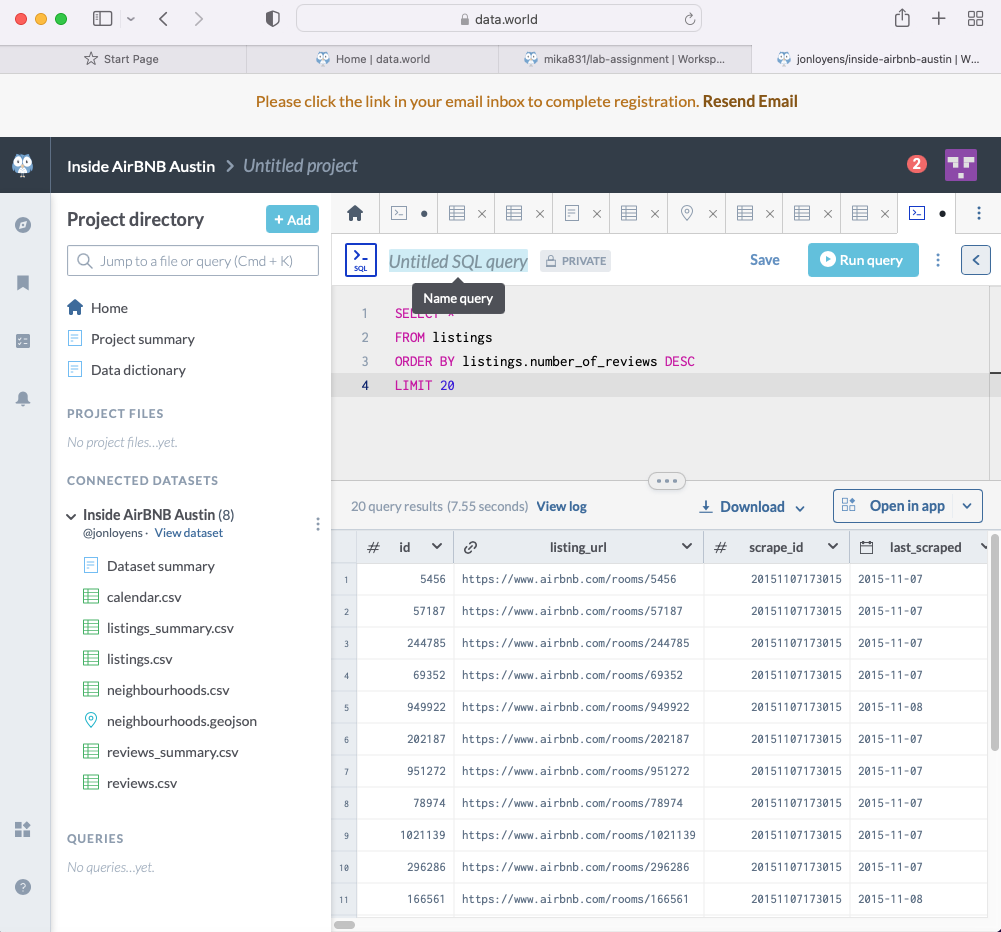 data.world
Start Page
Home | data.world
mika831/lab-assignment | Worksp...
jonloyens/inside-airbnb-austin | W...
Please click the link in your email inbox to complete registration. Resend Email
Inside AirBNB Austin > Untitled project
2
Project directory
+ Add
Jump to a file or query (Cmd + K)
Home
Project summary
Data dictionary
PROJECT FILES
No project files...yet.
CONNECTED DATASETS
Inside AirBNB Austin (8)
@jonloyens · View dataset
Dataset summary
calendar.csv
listings_summary.csv
listings.csv
neighbourhoods.csv
neighbourhoods.geojson
reviews_summary.csv
reviews.csv
QUERIES
No queries...yet.
SQL
Untitled SQL query
PRIVATE
Save
Run query
Name query
1 SELECT *
2 FROM listings
3 ORDER BY listings.number_of_reviews DESC
4 LIMIT 20
20 query results (7.55 seconds) View log
Download
Open in app
# id listing_url # scrape_id last_scraped
1 5456 https://www.airbnb.com/rooms/5456 20151107173015 2015-11-07
2 57187 https://www.airbnb.com/rooms/57187 20151107173015 2015-11-07
3 244785 https://www.airbnb.com/rooms/244785 20151107173015 2015-11-07
4 69352 https://www.airbnb.com/rooms/69352 20151107173015 2015-11-07
5 949922 https://www.airbnb.com/rooms/949922 20151107173015 2015-11-08
6 202187 https://www.airbnb.com/rooms/202187 20151107173015 2015-11-07
7 951272 https://www.airbnb.com/rooms/951272 20151107173015 2015-11-07
8 78974 https://www.airbnb.com/rooms/78974 20151107173015 2015-11-07
9 1021139 https://www.airbnb.com/rooms/1021139 20151107173015 2015-11-07
10 296286 https://www.airbnb.com/rooms/296286 20151107173015 2015-11-07
11 166561 https://www.airbnb.com/rooms/166561 20151107173015 2015-11-08